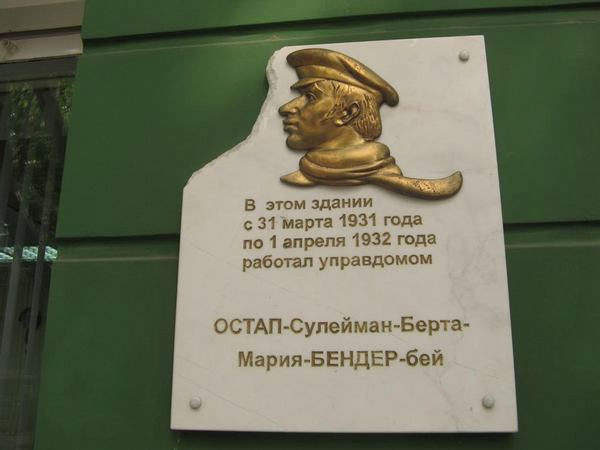 В этом здании
с 31 марта 1931 года
по 1 апреля 1932 года
работал управдомом
ОСТАП-Сулейман-Берта-
Мария-БЕНДЕР-бей